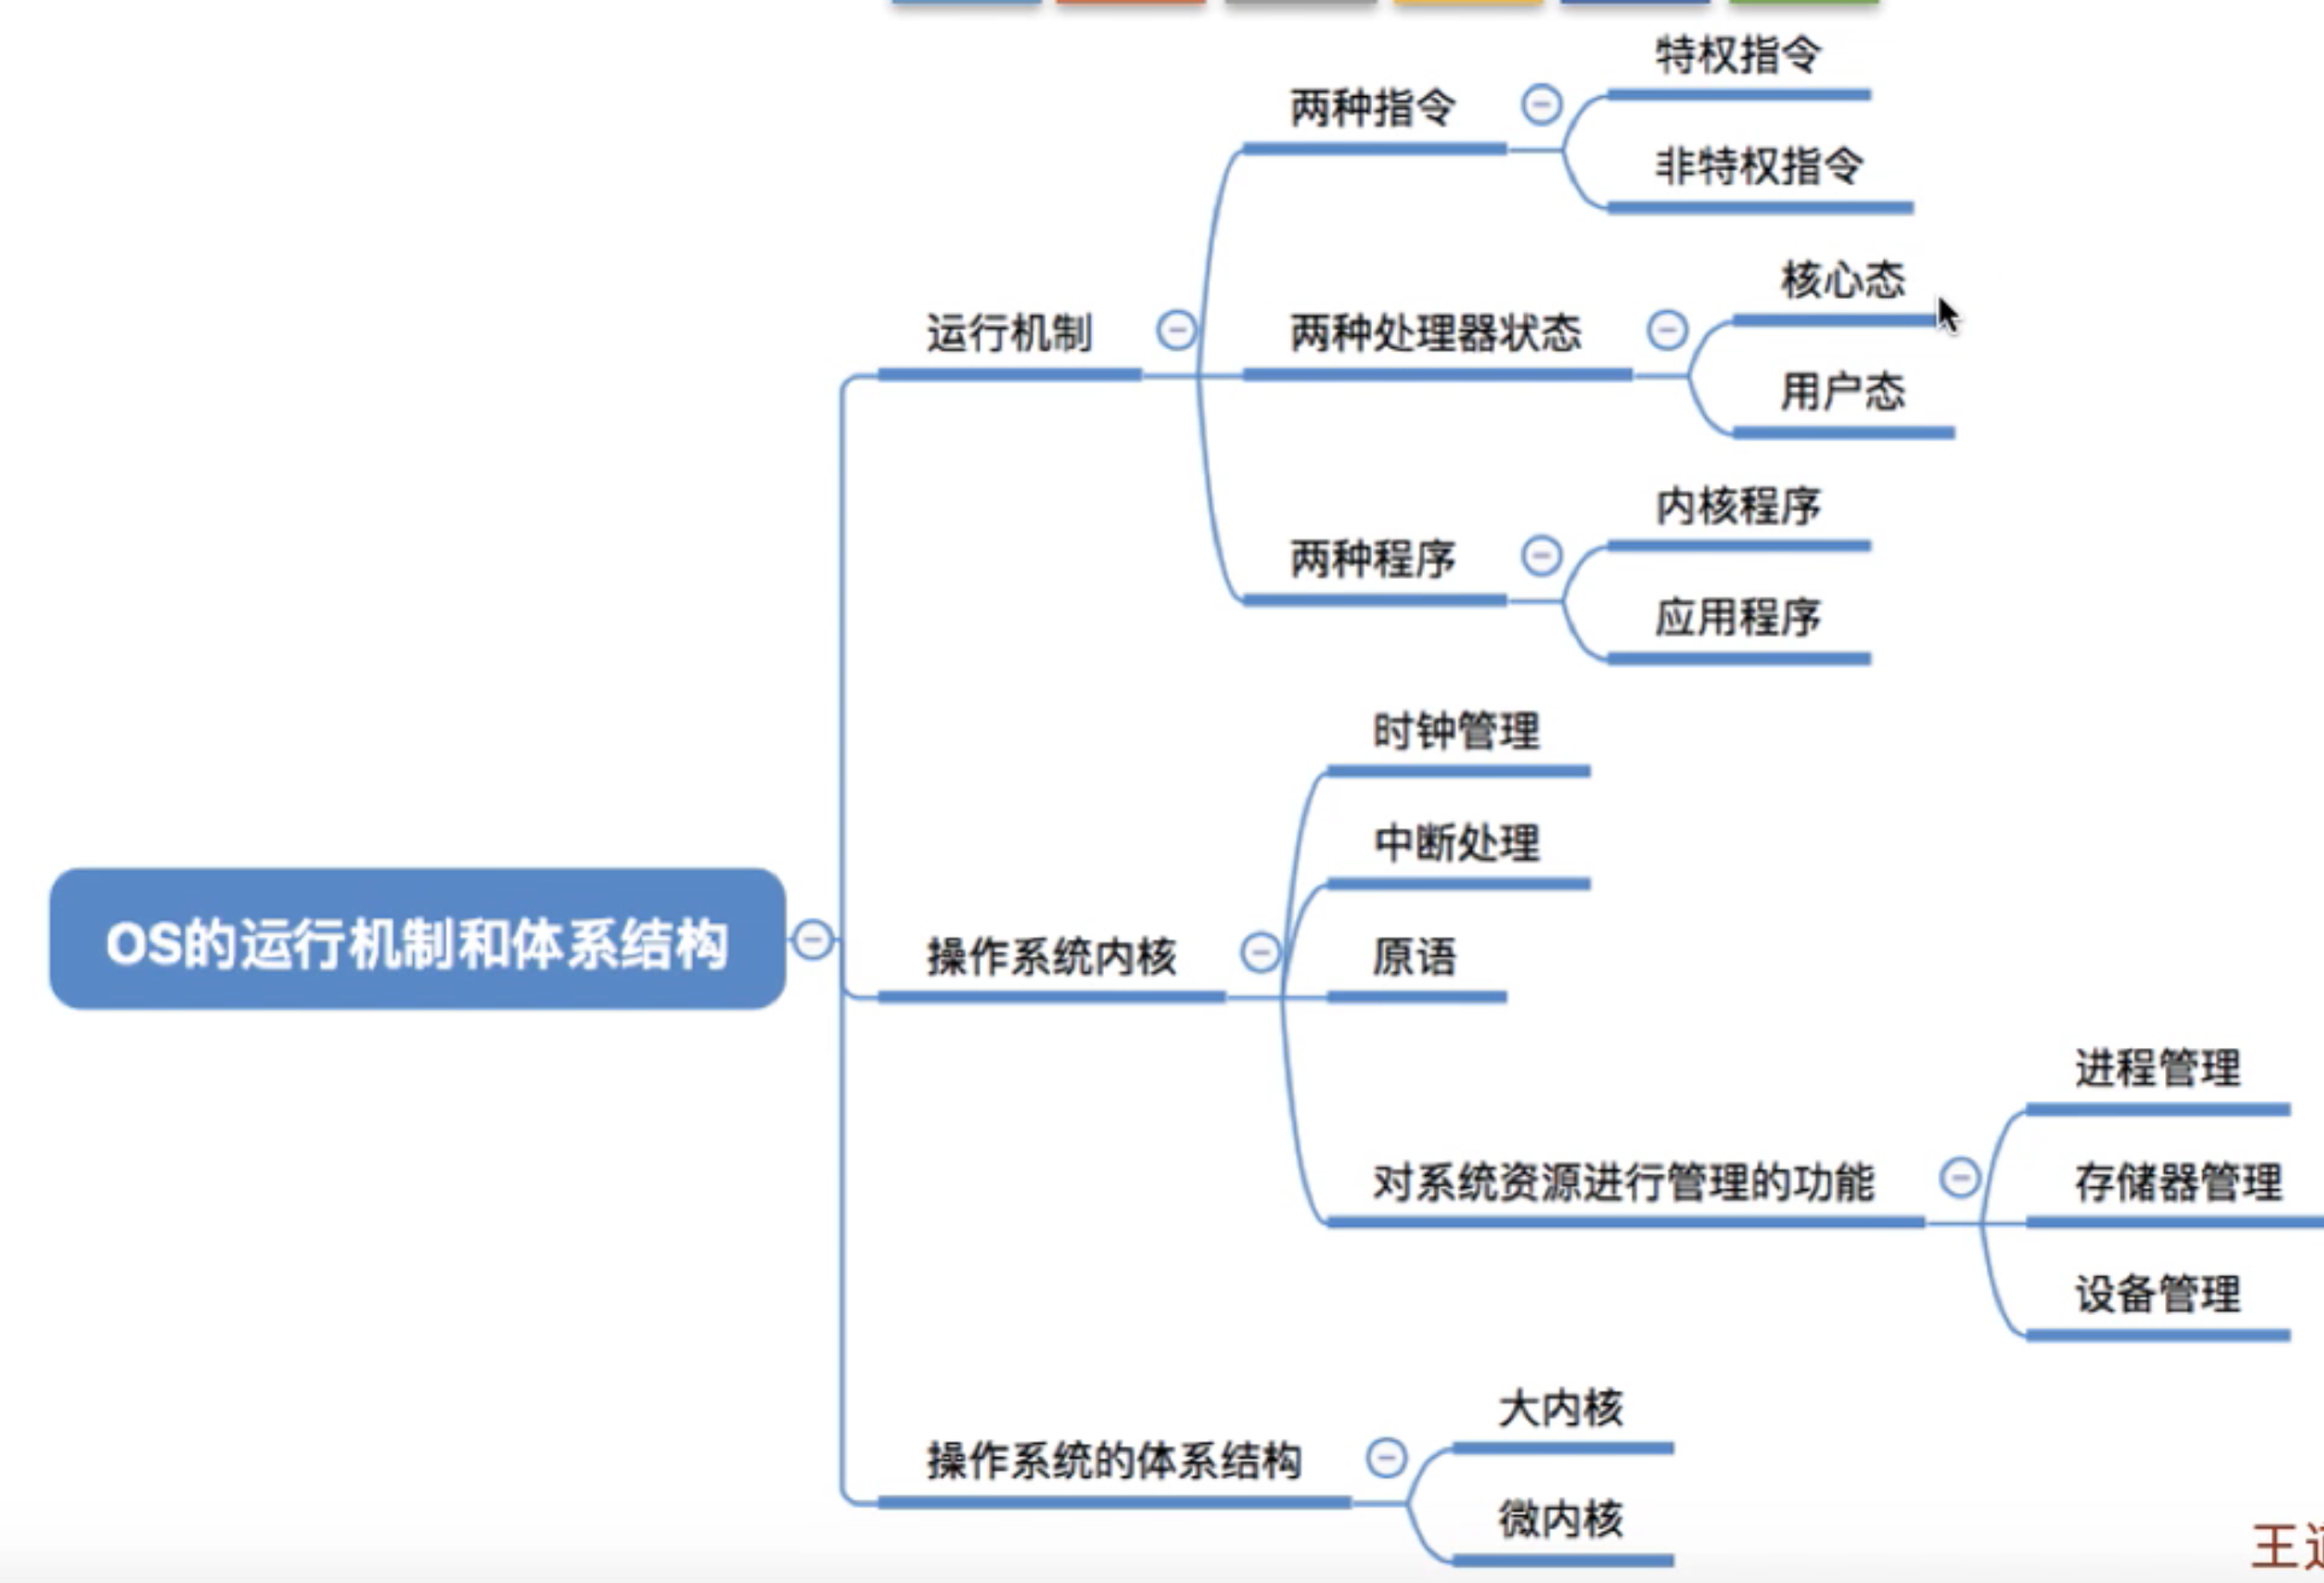 特权指令
两种指令
非特权指令
核心态
运行机制
两种处理器状态
用户态
内核程序
两种程序
应用程序
时钟管理
中断处理
OS的运行机制和体系结构
操作系统内核
原语
进程管理
对系统资源进行管理的功能
存储器管理
设备管理
大内核
操作系统的体系结构
微内核
王